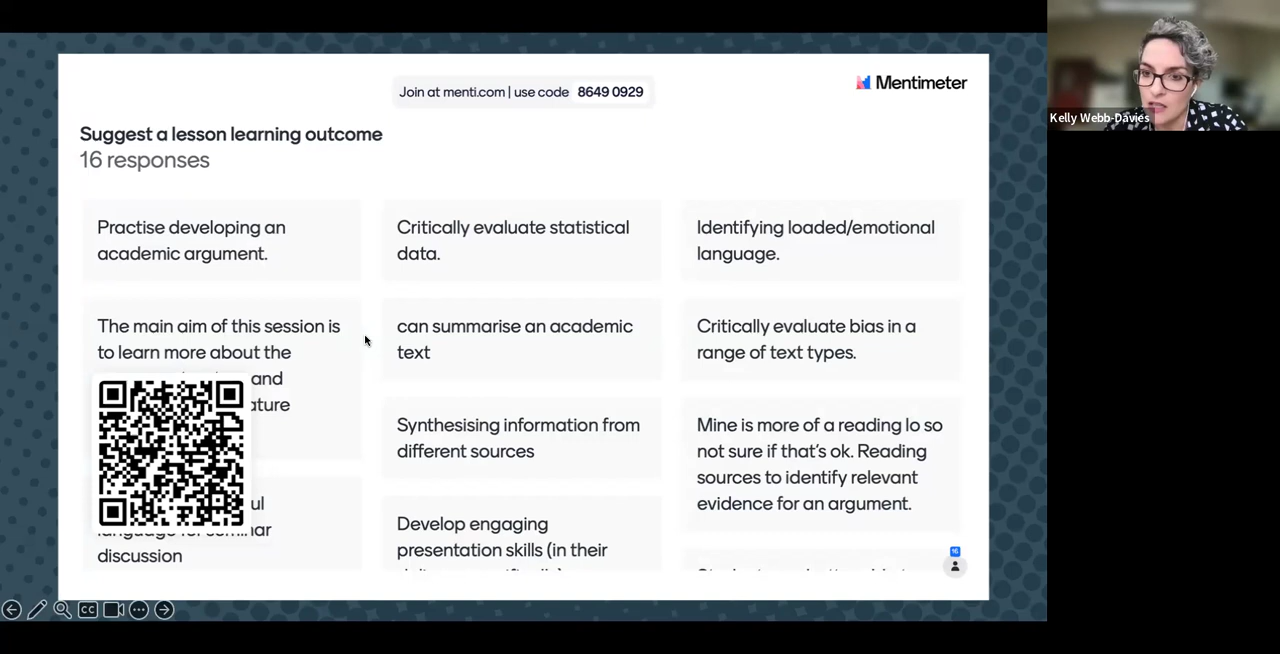 Join at menti.com | use code 8649 0929
Mentimeter
Kelly Webb-Davies
Suggest a lesson learning outcome
16 responses
Practise developing an
academic argument.
The main aim of this session is
to learn more about the
and
discussion
Critically evaluate statistical
data.
can summarise an academic
text
Synthesising information from
different sources
Develop engaging
presentation skills (in their
Identifying loaded/emotional
language.
Critically evaluate bias in a
range of text types.
Mine is more of a reading lo so
not sure if that's ok. Reading
sources to identify relevant
evidence for an argument.
16
CC